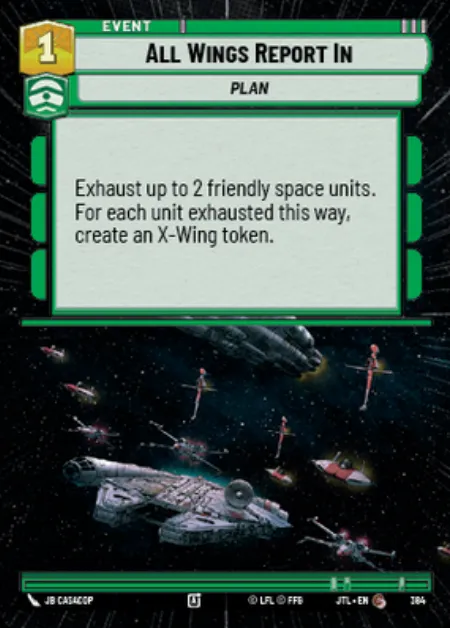 EVENT
1
ALL WINGS REPORT IN
PLAN
Exhaust up to 2 friendly space units.
For each unit exhausted this way,
create an X-Wing token.
JB CASACOP
A
© LFL © FFG
JTL • EN
384